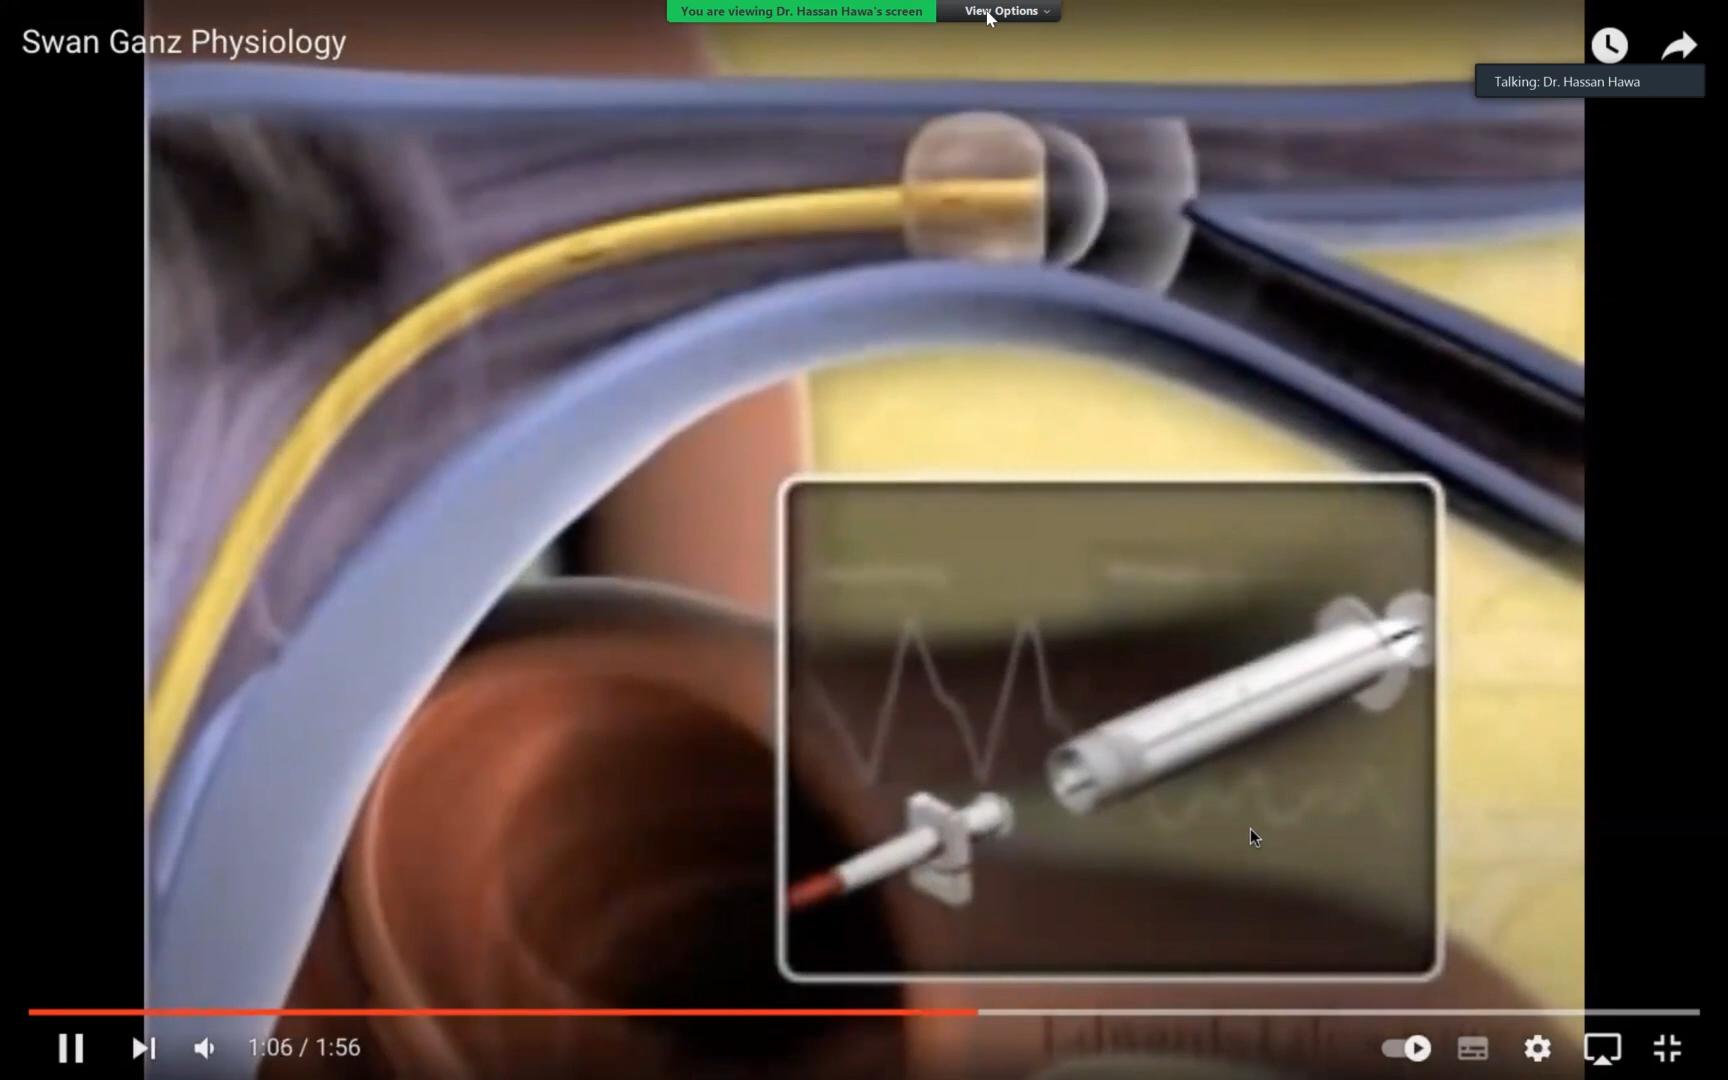 You are viewing Dr. Hassan Hawa's screen
View Options
Swan Ganz Physiology
Talking: Dr. Hassan Hawa
1:06 / 1:56